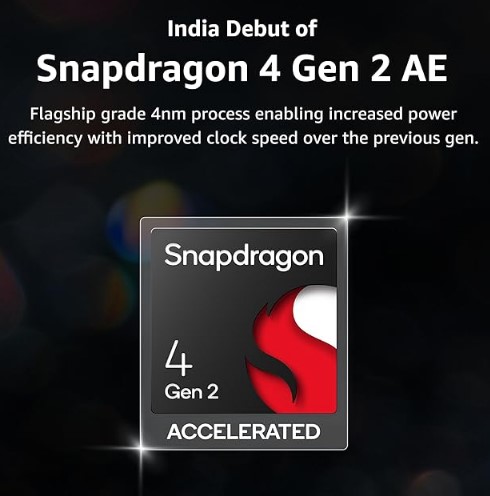 India Debut of
Snapdragon 4 Gen 2 AE
Flagship grade 4nm process enabling increased power
efficiency with improved clock speed over the previous gen.
Snapdragon
4
Gen 2
ACCELERATED